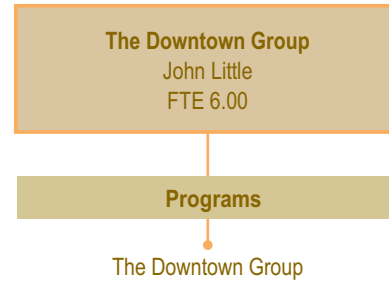 The Downtown Group
John Little
FTE 6.00
Programs
The Downtown Group